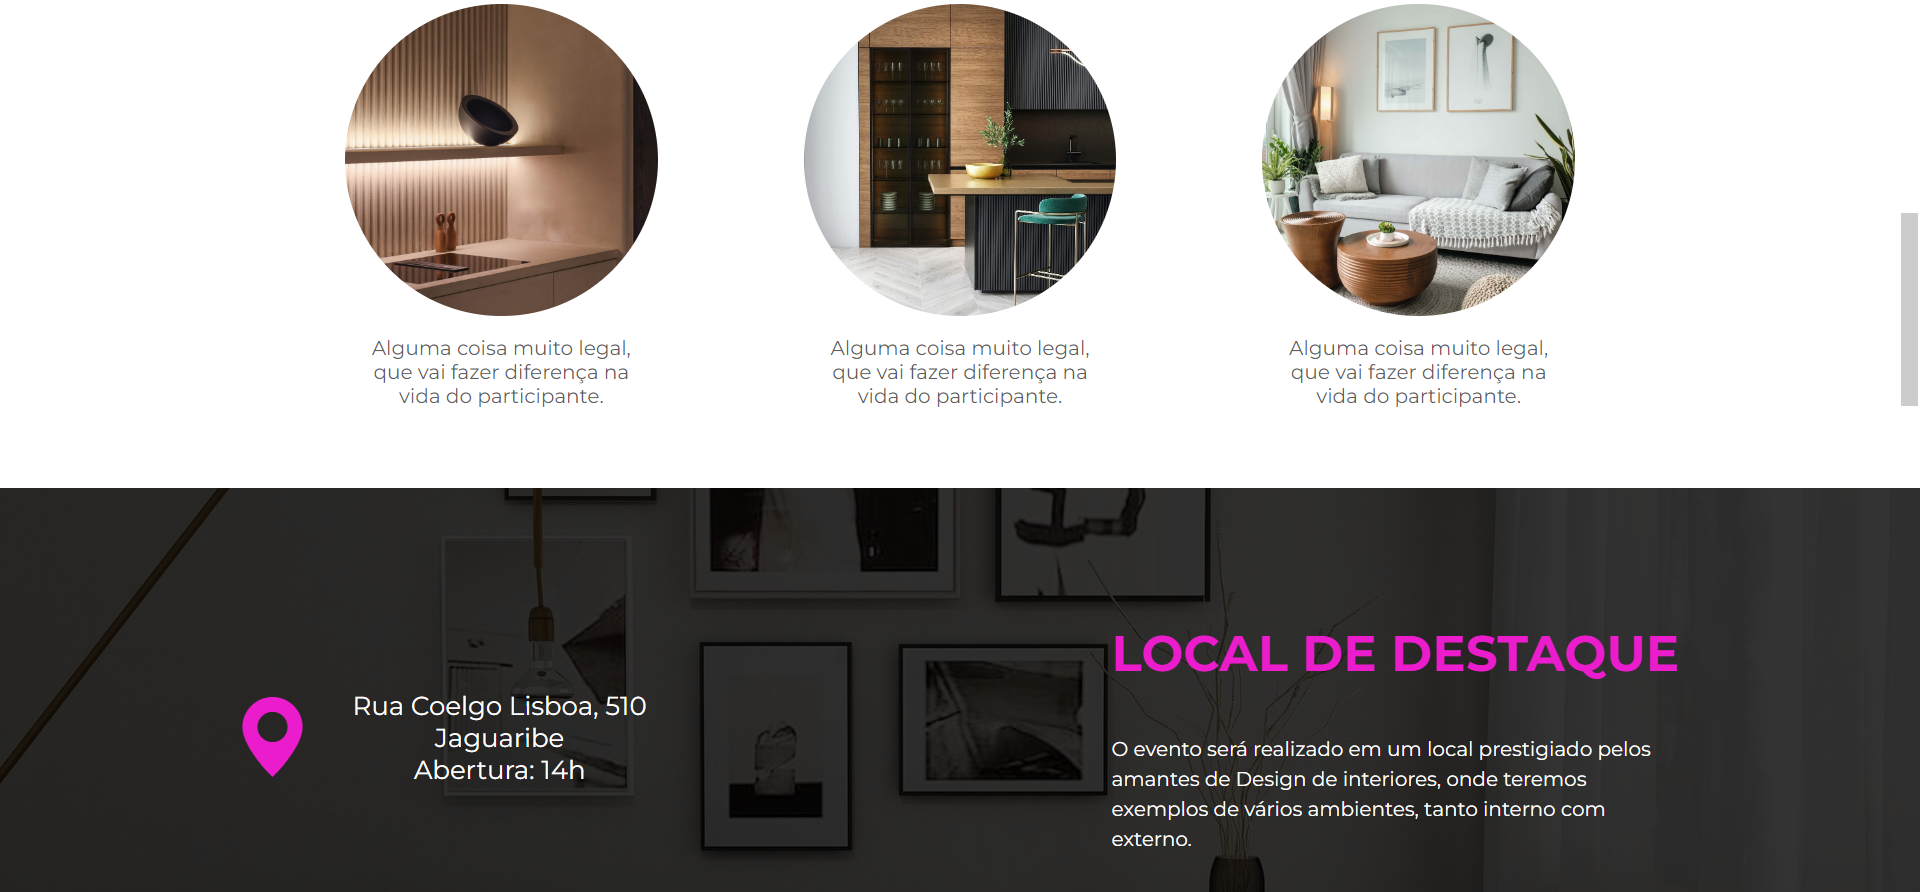 Alguma coisa muito legal,
que vai fazer diferença na
vida do participante.
Alguma coisa muito legal,
que vai fazer diferença na
vida do participante.
Alguma coisa muito legal,
que vai fazer diferença na
vida do participante.
Rua Coelgo Lisboa, 510
Jaguaribe
Abertura: 14h
LOCAL DE DESTAQUE
O evento será realizado em um local prestigiado pelos
amantes de Design de interiores, onde teremos
exemplos de vários ambientes, tanto interno com
externo.